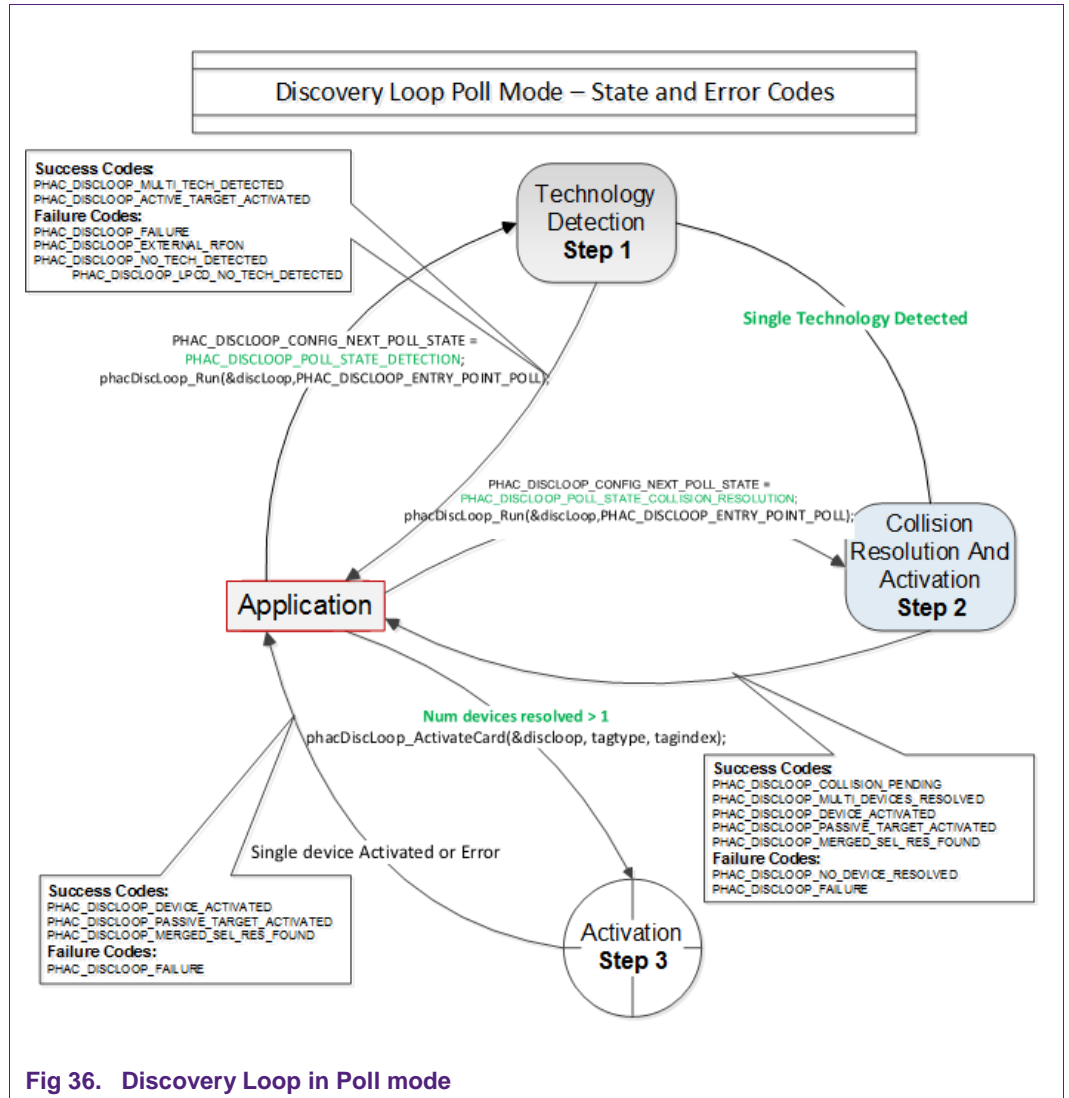 Discovery Loop Poll Mode – State and Error Codes
Success Codes:
PHAC_DISCLOOP_MULTI_TECH_DETECTED
PHAC_DISCLOOP_ACTIVE_TARGET_ACTIVATED
Failure Codes:
PHAC_DISCLOOP_FAILURE
PHAC_DISCLOOP_EXTERNAL_RFON
PHAC_DISCLOOP_NO_TECH_DETECTED
PHAC_DISCLOOP_LPCD_NO_TECH_DETECTED
Technology
Detection
Step 1
Single Technology Detected
PHAC_DISCLOOP_CONFIG_NEXT_POLL_STATE =
PHAC_DISCLOOP_POLL_STATE_DETECTION;
phacDiscLoop_Run(&discLoop,PHAC_DISCLOOP_ENTRY_POINT_POLL);
PHAC_DISCLOOP_CONFIG_NEXT_POLL_STATE =
PHAC_DISCLOOP_POLL_STATE_COLLISION_RESOLUTION;
phacDiscLoop_Run(&discLoop,PHAC_DISCLOOP_ENTRY_POINT_POLL);
Collision
Resolution And
Activation
Step 2
Application
Num devices resolved > 1
phacDiscLoop_ActivateCard(&discloop, tagtype, tagindex);
Success Codes:
PHAC_DISCLOOP_COLLISION_PENDING
PHAC_DISCLOOP_MULTI_DEVICES_RESOLVED
PHAC_DISCLOOP_DEVICE_ACTIVATED
PHAC_DISCLOOP_PASSIVE_TARGET_ACTIVATED
PHAC_DISCLOOP_MERGED_SEL_RES_FOUND
Failure Codes:
PHAC_DISCLOOP_NO_DEVICE_RESOLVED
PHAC_DISCLOOP_FAILURE
Single device Activated or Error
Success Codes:
PHAC_DISCLOOP_DEVICE_ACTIVATED
PHAC_DISCLOOP_PASSIVE_TARGET_ACTIVATED
PHAC_DISCLOOP_MERGED_SEL_RES_FOUND
Failure Codes:
PHAC_DISCLOOP_FAILURE
Activation
Step 3
Fig 36. Discovery Loop in Poll mode